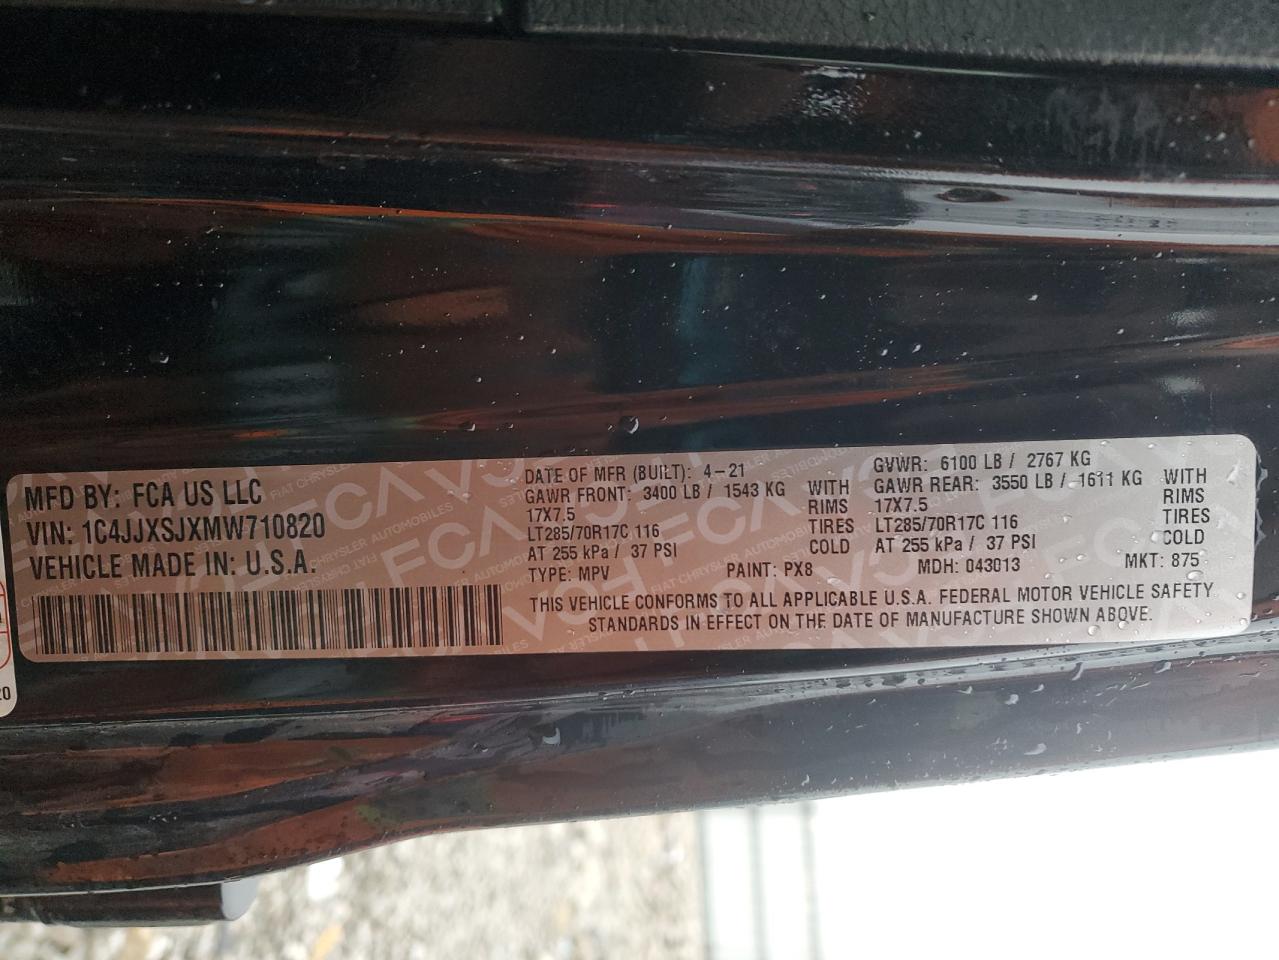 MFD BY: FCA US LLC
VIN: 1C4JJXSJXMW710820
VEHICLE MADE IN: U.S.A.
DATE OF MFR (BUILT): 4-21
GAWR FRONT: 3400 LB / 1543 KG WITH
17X7.5 RIMS
LT285/70R17C 116 TIRES
AT 255 kPa / 37 PSI COLD
GVWR: 6100 LB / 2767 KG
GAWR REAR: 3550 LB / 1611 KG WITH
17X7.5 RIMS
LT285/70R17C 116 TIRES
AT 255 kPa / 37 PSI COLD
TYPE: MPV PAINT: PX8 MDH: 043013 MKT: 875
THIS VEHICLE CONFORMS TO ALL APPLICABLE U.S.A. FEDERAL MOTOR VEHICLE SAFETY
STANDARDS IN EFFECT ON THE DATE OF MANUFACTURE SHOWN ABOVE.
20